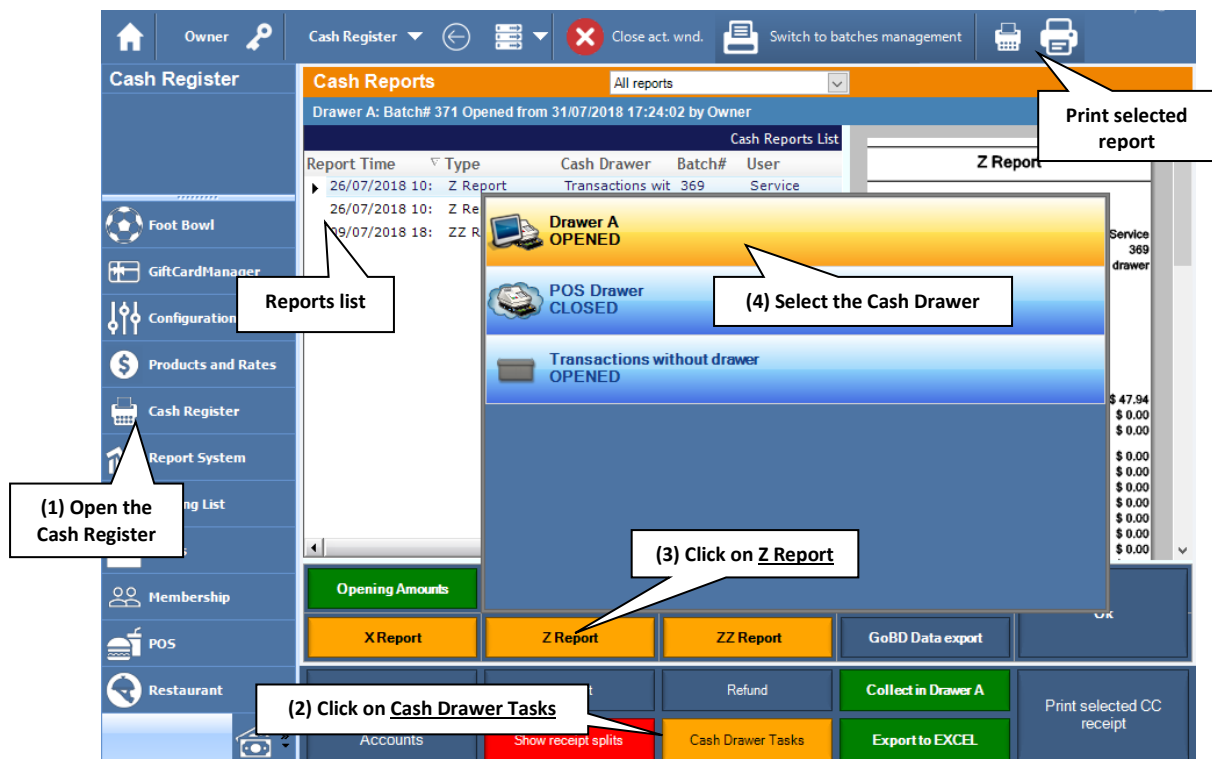 Owner
Cash Register
Close act. wnd.
Switch to batches management
Cash Register
Cash Reports
All reports
Print selected
report
Drawer A: Batch# 371 Opened from 31/07/2018 17:24:02 by Owner
Cash Reports List
Report Time Type Cash Drawer Batch# User
26/07/2018 10: Z Report Transactions wit 369 Service
26/07/2018 10: Z Re
09/07/2018 18: ZZ R
Z Report
Service
369
drawer
Drawer A
OPENED
POS Drawer
CLOSED
Transactions without drawer
OPENED
(4) Select the Cash Drawer
Reports list
Foot Bowl
GiftCardManager
Configuration
Products and Rates
Cash Register
Report System
ng List
Membership
POS
Restaurant
(1) Open the
Cash Register
$ 47.94
$ 0.00
$ 0.00
$ 0.00
$ 0.00
$ 0.00
$ 0.00
$ 0.00
$ 0.00
$ 0.00
(3) Click on Z Report
Opening Amounts
X Report
Z Report
ZZ Report
GoBD Data export
Ok
(2) Click on Cash Drawer Tasks
Refund
Collect in Drawer A
Print selected CC
receipt
Accounts
Show receipt splits
Cash Drawer Tasks
Export to EXCEL